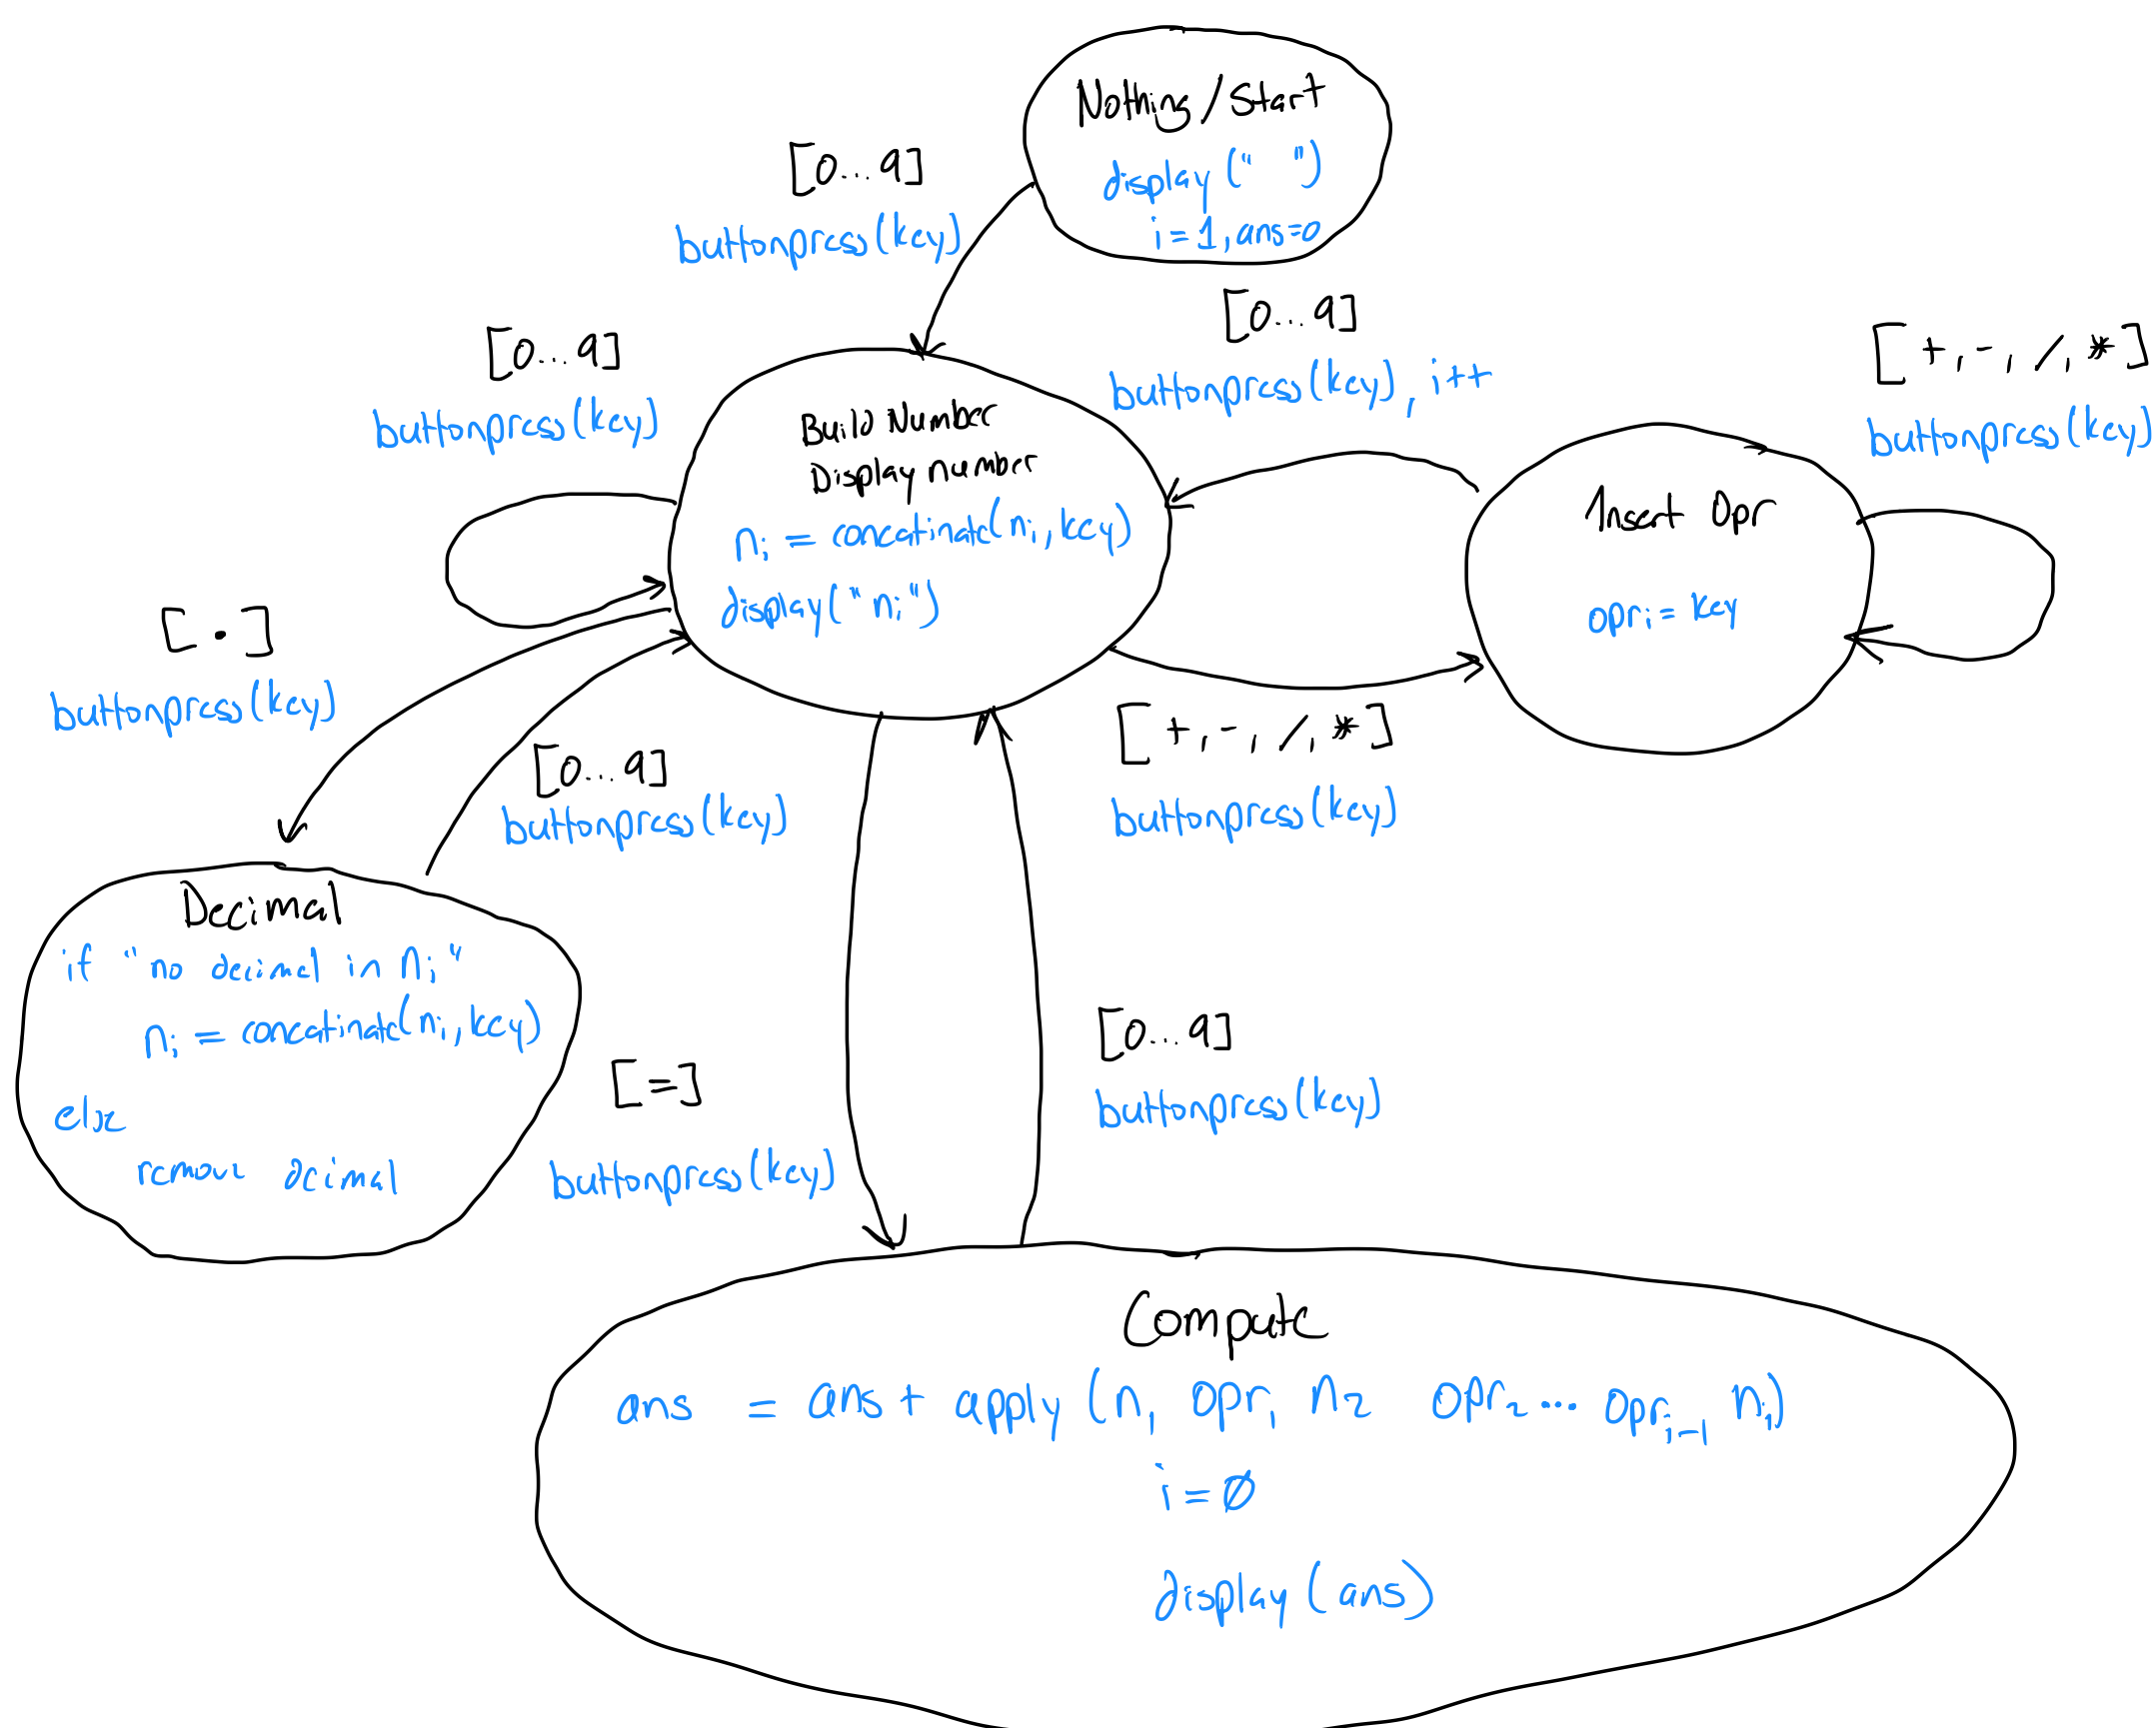 Nothing/Start
display(" ")
i=1, ans=0
[0...9]
buttonpress(key)
[0...9]
buttonpress(key), i++
[0...9]
buttonpress(key)
[+,-,/,*]
buttonpress(key)
Build Number
Display number
ni = concatinate(ni, key)
display("ni")
Insert Opr
opri = key
[.]
buttonpress(key)
[+,-,/,*]
buttonpress(key)
[0...9]
buttonpress(key)
Decimal
if "no decimal in ni"
ni = concatinate(ni, key)
else
remove decimal
[=]
buttonpress(key)
[0...9]
buttonpress(key)
Compute
ans = ans + apply(n1 opr1 n2 opr2 ... opri-1 ni)
i=0
display(ans)